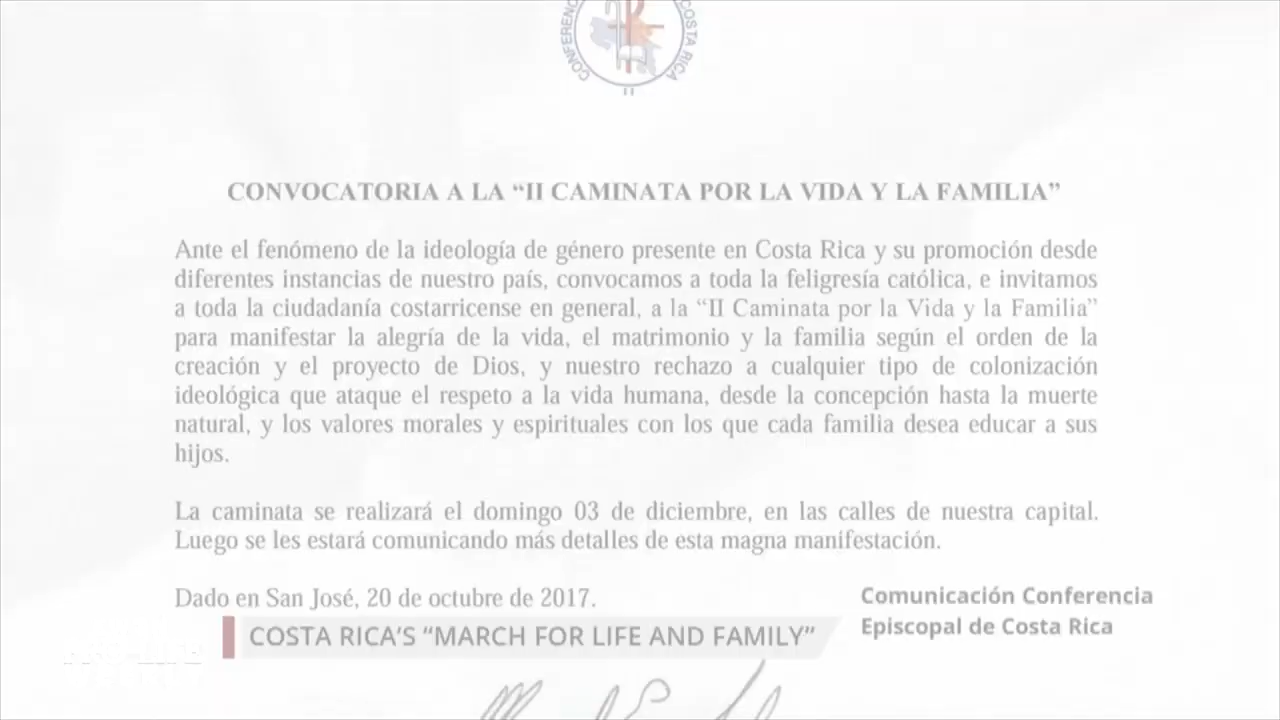 CONFERENC COSTA RICA
CONVOCATORIA A LA “II CAMINATA POR LA VIDA Y LA FAMILIA”
Ante el fenómeno de la ideología de género presente en Costa Rica y su promoción desde
diferentes instancias de nuestro país, convocamos a toda la feligresía católica, e invitamos
a toda la ciudadanía costarricense en general, a la “II Caminata por la Vida y la Familia”
para manifestar la alegría de la vida, el matrimonio y la familia según el orden de la
creación y el proyecto de Dios, y nuestro rechazo a cualquier tipo de colonización
ideológica que ataque el respeto a la vida humana, desde la concepción hasta la muerte
natural, y los valores morales y espirituales con los que cada familia desea educar a sus
hijos.
La caminata se realizará el domingo 03 de diciembre, en las calles de nuestra capital.
Luego se les estará comunicando más detalles de esta magna manifestación.
Dado en San José, 20 de octubre de 2017.
Comunicación Conferencia
Episcopal de Costa Rica
COSTA RICA’S “MARCH FOR LIFE AND FAMILY”